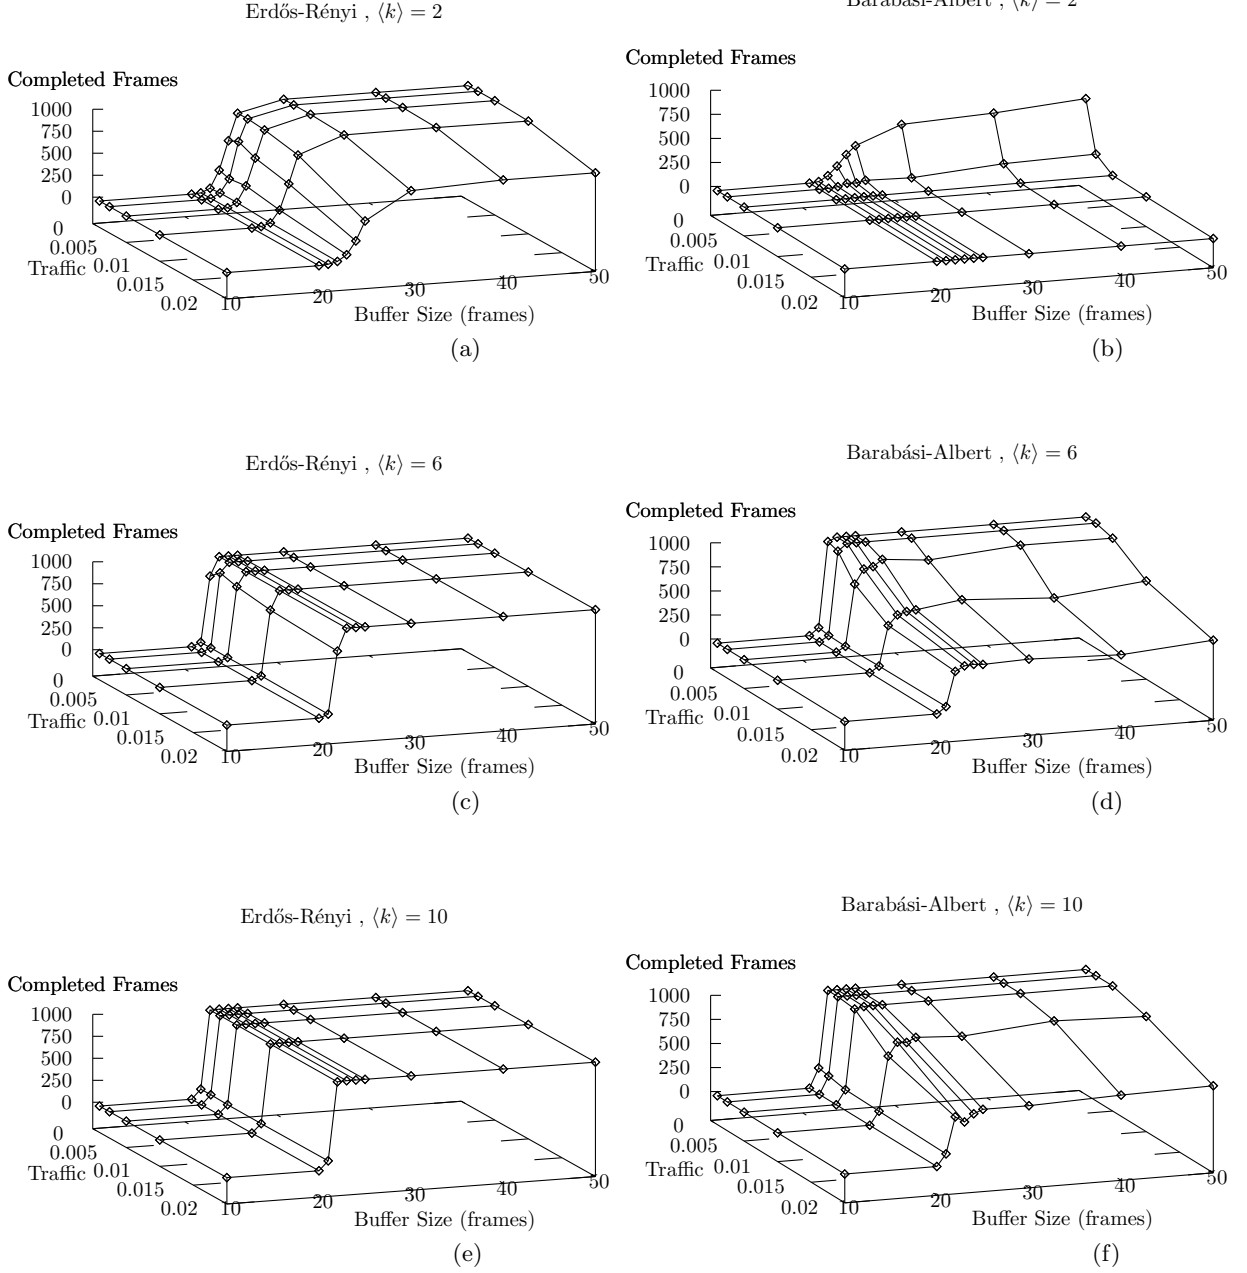 Erdős-Rényi , ⟨k⟩ = 2
Completed Frames
1000
750
500
250
0
0
0.005
Traffic 0.01
0.015
0.02
10
20
30
40
50
Buffer Size (frames)
(a)
Barabási-Albert , ⟨k⟩ = 2
Completed Frames
1000
750
500
250
0
0
0.005
Traffic 0.01
0.015
0.02
10
20
30
40
50
Buffer Size (frames)
(b)
Erdős-Rényi , ⟨k⟩ = 6
Completed Frames
1000
750
500
250
0
0
0.005
Traffic 0.01
0.015
0.02
10
20
30
40
50
Buffer Size (frames)
(c)
Barabási-Albert , ⟨k⟩ = 6
Completed Frames
1000
750
500
250
0
0
0.005
Traffic 0.01
0.015
0.02
10
20
30
40
50
Buffer Size (frames)
(d)
Erdős-Rényi , ⟨k⟩ = 10
Completed Frames
1000
750
500
250
0
0
0.005
Traffic 0.01
0.015
0.02
10
20
30
40
50
Buffer Size (frames)
(e)
Barabási-Albert , ⟨k⟩ = 10
Completed Frames
1000
750
500
250
0
0
0.005
Traffic 0.01
0.015
0.02
10
20
30
40
50
Buffer Size (frames)
(f)